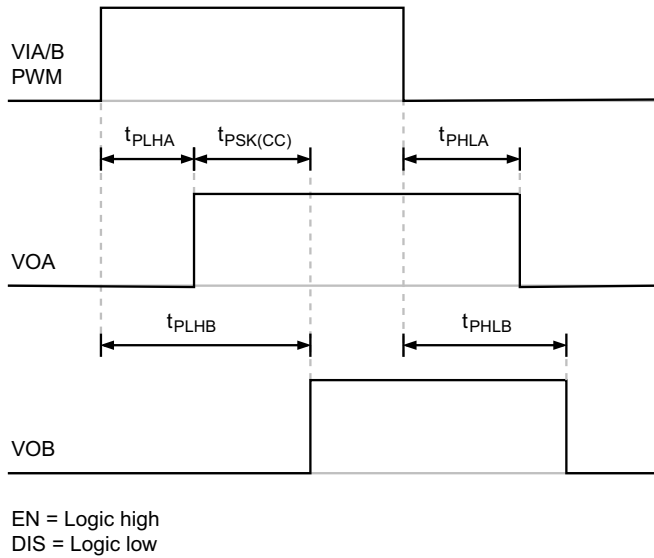 VIA/B
PWM
tPLHA
tPSK(CC)
tPHLA
VOA
tPLHB
tPHLB
VOB
EN = Logic high
DIS = Logic low